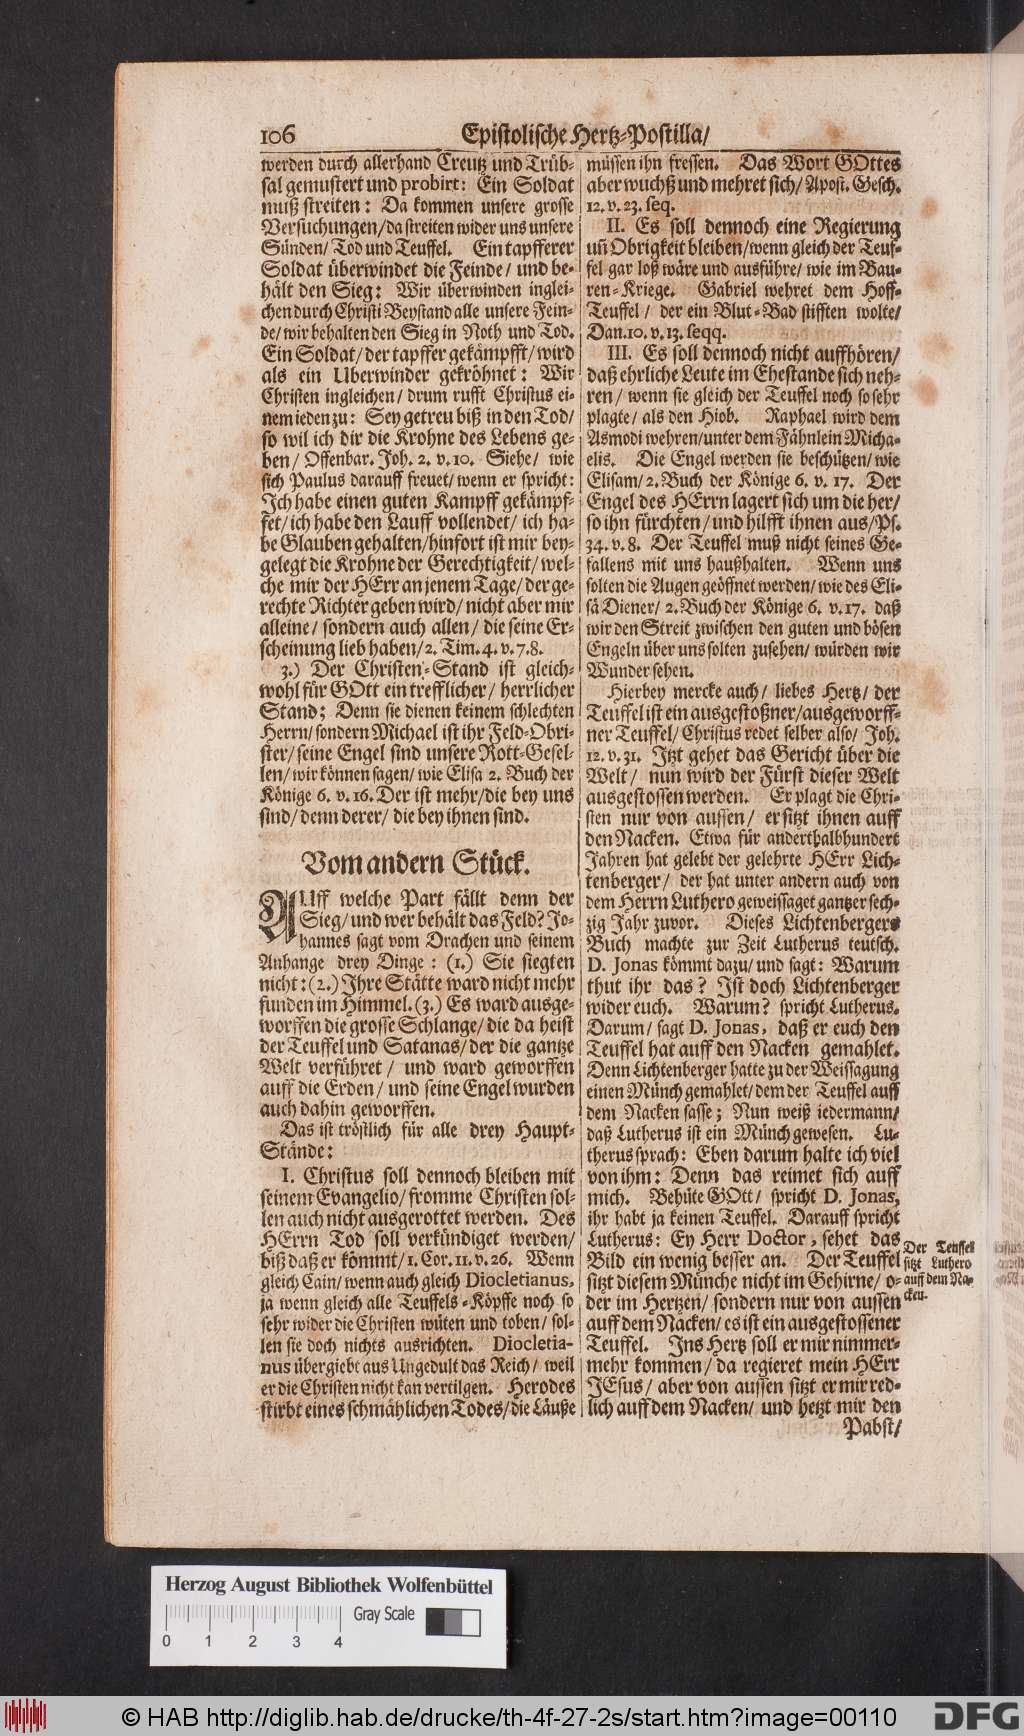 106 Epistolische Hertz-Postilla/
werden durch allerhand Creutz und Trüb-
sal gemustert und probirt: Ein Soldat
muß streiten: Da kommen unsere grosse
Versuchungen/da streiten wider uns unsere
Sünden/ Tod und Teuffel. Ein tapfferer
Soldat überwindet die Feinde/ und be-
hält den Sieg: Wir überwinden inglei-
chen durch Christi Beystand alle unsere Fein-
de/ wir behalten den Sieg in Noth und Tod.
Ein Soldat/ der tapffer gekämpfft/ wird
als ein Uberwinder gekröhnet: Wir
Christen ingleichen/ drum rufft Christus ei-
nem ieden zu: Sey getreu biß in den Tod/
so wil ich dir die Krohne des Lebens ge-
ben/ Offenbar. Joh. 2. v. 10. Siehe/ wie
sich Paulus darauff freuet/ wenn er spricht:
Ich habe einen guten Kampff gekämpf-
fet/ ich habe den Lauff vollendet/ ich ha-
be Glauben gehalten/hinfort ist mir bey-
gelegt die Krohne der Gerechtigkeit/ wel-
che mir der HErr an jenem Tage/ der ge-
rechte Richter geben wird/ nicht aber mir
alleine/ sondern auch allen/ die seine Er-
scheinung lieb haben/2. Tim. 4. v. 7.8.
3.) Der Christen-Stand ist gleich-
wohl für GOtt ein trefflicher/ herrlicher
Stand; Denn sie dienen keinem schlechten
Herrn/ sondern Michael ist ihr Feld-Obri-
ster/ seine Engel sind unsere Rott-Gesel-
len/ wir können sagen/ wie Elisa 2. Buch der
Könige 6. v. 16. Der ist mehr/die bey uns
sind/ denn derer/ die bey ihnen sind.
Vom andern Stück.
AUff welche Part fällt denn der
Sieg/ und wer behält das Feld? Jo-
hannes sagt vom Drachen und seinem
Anhange drey Dinge: (1.) Sie siegten
nicht: (2.) Ihre Stätte ward nicht mehr
funden im Himmel. (3.) Es ward ausge-
worffen die grosse Schlange/ die da heist
der Teuffel und Satanas/ der die gantze
Welt verführet/ und ward geworffen
auff die Erden/ und seine Engel wurden
auch dahin geworffen.
Das ist tröstlich für alle drey Haupt-
Stände:
I. Christus soll dennoch bleiben mit
seinem Evangelio/ fromme Christen sol-
len auch nicht ausgerottet werden. Des
HErrn Tod soll verkündiget werden/
biß daß er kömmt/ 1. Cor. 11. v. 26. Wenn
gleich Cain/ wenn auch gleich Diocletianus,
ja wenn gleich alle Teuffels-Köpffe noch so
sehr wider die Christen wüten und toben/ sol-
len sie doch nichts ausrichten. Diocletia-
nus übergiebt aus Ungedult das Reich/ weil
er die Christen nicht kan vertilgen. Herodes
stirbt eines schmählichen Todes/ die Läuße
müssen ihn fressen. Das Wort GOttes
aber wuchß und mehret sich/ Apost. Gesch.
12. v. 23. seq.
II. Es soll dennoch eine Regierung
uñ Obrigkeit bleiben/wenn gleich der Teuf-
fel gar loß wäre und ausführe/ wie im Bau-
ren-Kriege. Gabriel wehret dem Hoff-
Teuffel/ der ein Blut-Bad stifften wolte/
Dan. 10. v. 13. seqq.
III. Es soll dennoch nicht auffhören/
daß ehrliche Leute im Ehestande sich neh-
ren/ wenn sie gleich der Teuffel noch so sehr
plagte/ als den Hiob. Raphael wird dem
Asmodi wehren/unter dem Fähnlein Micha-
elis. Die Engel werden sie beschützen/ wie
Elisam/ 2. Buch der Könige 6. v. 17. Der
Engel des HErrn lagert sich um die her/
so ihn fürchten/ und hilfft ihnen aus/ Ps.
34. v. 8. Der Teuffel muß nicht seines Ge-
fallens mit uns haußhalten. Wenn uns
solten die Augen geöffnet werden/ wie des Eli-
sä Diener/ 2. Buch der Könige 6. v. 17. daß
wir den Streit zwischen den guten und bösen
Engeln über uns solten zusehen/ würden wir
Wunder sehen.
Hierbey mercke auch/ liebes Hertz/ der
Teuffel ist ein ausgestoßner/ausgeworff-
ner Teuffel/ Christus redet selber also/ Joh.
12. v. 31. Itzt gehet das Gericht über die
Welt/ nun wird der Fürst dieser Welt
ausgestossen werden. Er plagt die Chri-
sten nur von aussen/ er sitzt ihnen auff
den Nacken. Etwa für anderthalbhundert
Jahren hat gelebt der gelehrte HErr Lich-
tenberger/ der hat unter andern auch von
dem Herrn Luthero geweissaget gantzer sech-
zig Jahr zuvor. Dieses Lichtenbergers
Buch machte zur Zeit Lutherus teutsch.
D. Jonas kömmt dazu/ und sagt: Warum
thut ihr das? Ist doch Lichtenberger
wider euch. Warum? spricht Lutherus.
Darum/ sagt D. Jonas, daß er euch den
Teuffel hat auff den Nacken gemahlet.
Denn Lichtenberger hatte zu der Weissagung
einen Münch gemahlet/ dem der Teuffel auff
dem Nacken sasse; Nun weiß iedermann/
daß Lutherus ist ein Münch gewesen. Lu-
therus sprach: Eben darum halte ich viel
von ihm: Denn das reimet sich auff
mich. Behüte GOtt/ spricht D. Jonas,
ihr habt ja keinen Teuffel. Darauff spricht
Lutherus: Ey Herr Doctor, sehet das
Bild ein wenig besser an. Der Teuffel
sitzt diesem Münche nicht im Gehirne/ o-
der im Hertzen/ sondern nur von aussen
auff dem Nacken/ es ist ein ausgestossener
Teuffel. Ins Hertz soll er mir nimmer-
mehr kommen/ da regieret mein HErr
JEsus/ aber von aussen sitzt er mir red-
lich auff dem Nacken/ und hetzt mir den
Pabst/
Der Teuffel
sitzt Luthero
auff dem Na-
cken.
Herzog August Bibliothek Wolfenbüttel
Gray Scale
0 1 2 3 4
© HAB http://diglib.hab.de/drucke/th-4f-27-2s/start.htm?image=00110
DFG